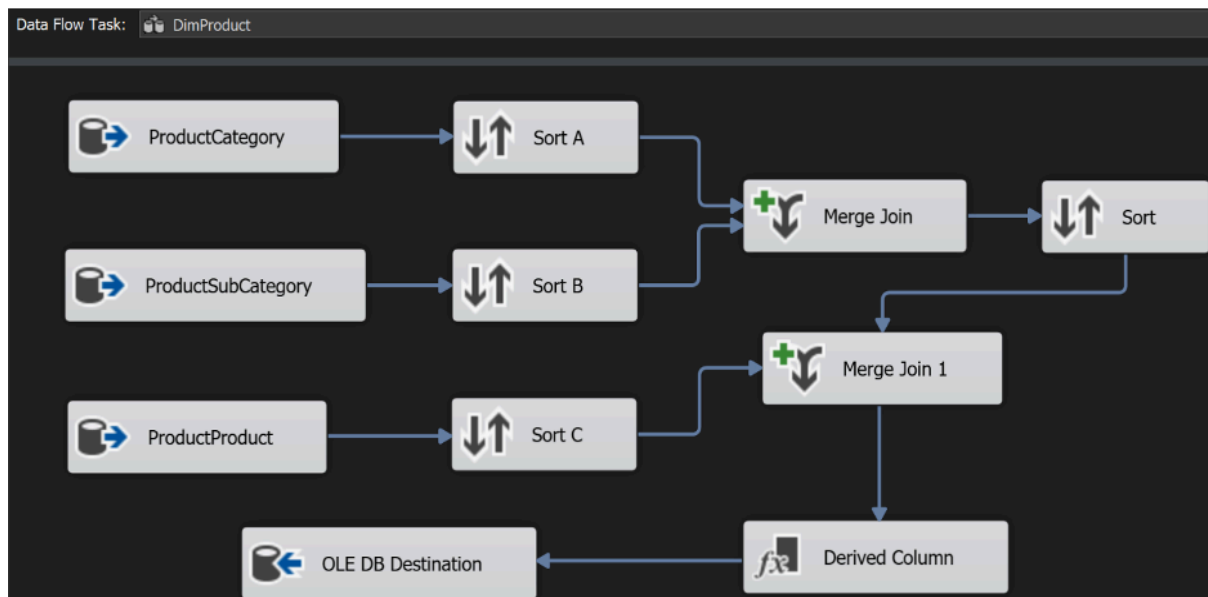 Data Flow Task: DimProduct
ProductCategory
Sort A
Merge Join
Sort
ProductSubCategory
Sort B
Merge Join 1
ProductProduct
Sort C
OLE DB Destination
fx Derived Column